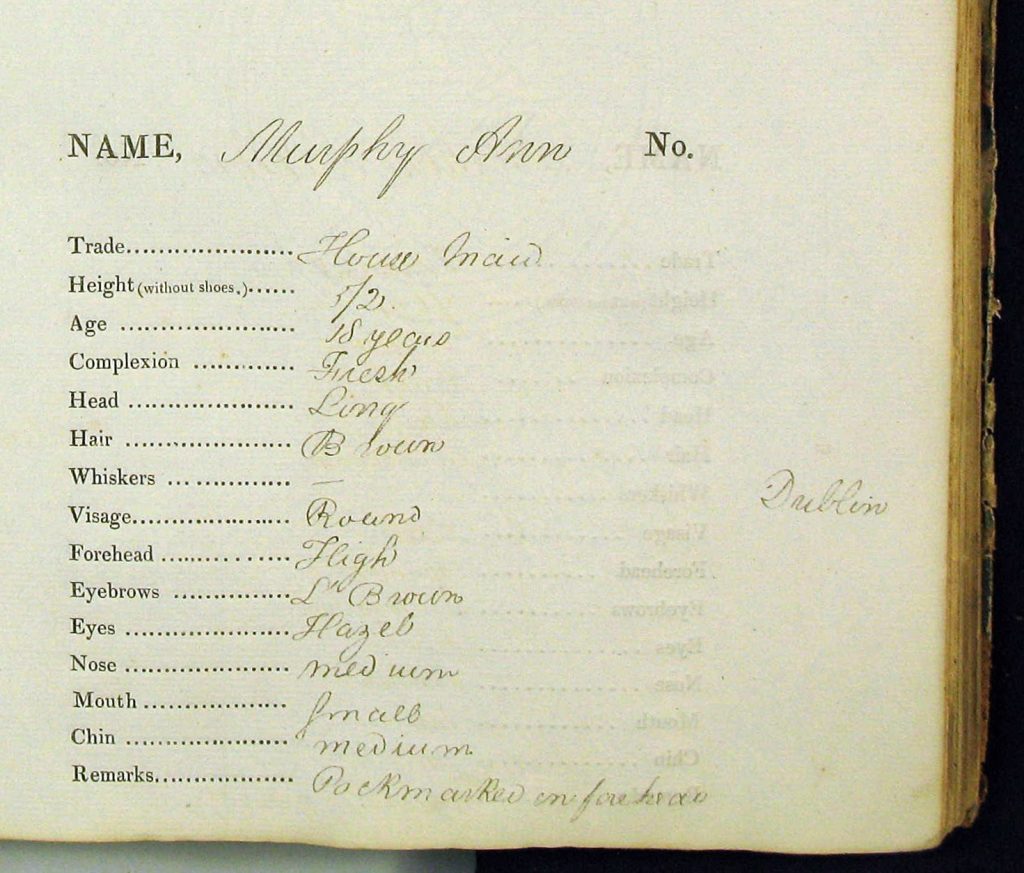 NAME, Murphy Ann No.
Trade..................... House Maid
Height (without shoes.)...... 5/2
Age ...................... 18 years
Complexion ............. Fresh
Head ..................... Long
Hair ..................... Brown
Whiskers ... ............. —
Visage.................... Round
Dublin
Forehead ................ High
Eyebrows ............... Lt Brown
Eyes ..................... Hazel
Nose ..................... medium
Mouth .................. Small
Chin ..................... medium
Remarks................. Pockmarked on forehead